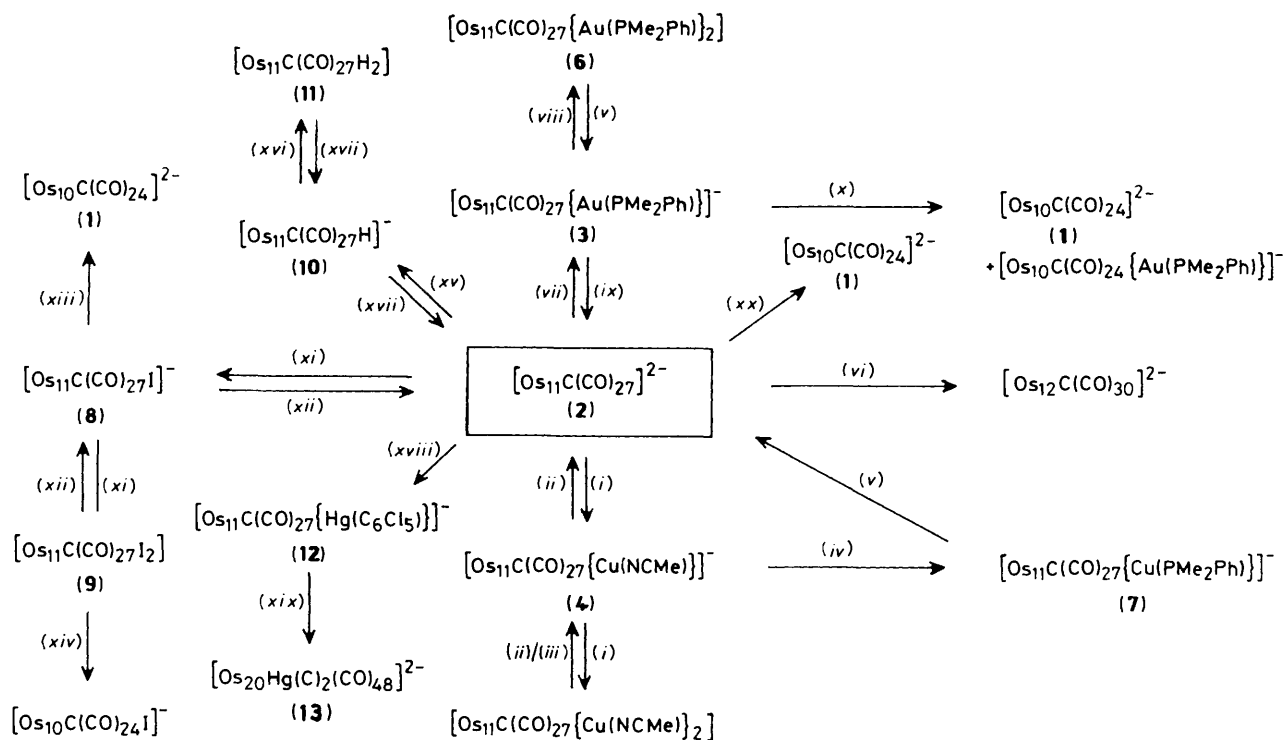 [Os₁₁C(CO)₂₇{Au(PMe₂Ph)}₂]
(6)
[Os₁₁C(CO)₂₇H₂]
(11)
(viii) (v)
(xvi) (xvii)
[Os₁₀C(CO)₂₄]²⁻
(1)
[Os₁₁C(CO)₂₇{Au(PMe₂Ph)}]⁻
(3)
(x)
[Os₁₀C(CO)₂₄]²⁻
(1)
+[Os₁₀C(CO)₂₄{Au(PMe₂Ph)}]⁻
[Os₁₁C(CO)₂₇H]⁻
(10)
[Os₁₀C(CO)₂₄]²⁻
(1)
(xiii)
(xvii) (xv)
(vii) (ix)
(xx)
[Os₁₁C(CO)₂₇I]⁻
(8)
(xi)
(xii)
[Os₁₁C(CO)₂₇]²⁻
(2)
(vi)
[Os₁₂C(CO)₃₀]²⁻
(xviii)
(xii) (xi)
(ii) (i)
(v)
[Os₁₁C(CO)₂₇{Hg(C₆Cl₅)}]⁻
(12)
[Os₁₁C(CO)₂₇I₂]
(9)
[Os₁₁C(CO)₂₇{Cu(NCMe)}]⁻
(4)
(iv)
[Os₁₁C(CO)₂₇{Cu(PMe₂Ph)}]⁻
(7)
(xix)
(xiv)
(ii)/(iii) (i)
[Os₂₀Hg(C)₂(CO)₄₈]²⁻
(13)
[Os₁₀C(CO)₂₄I]⁻
[Os₁₁C(CO)₂₇{Cu(NCMe)}₂]